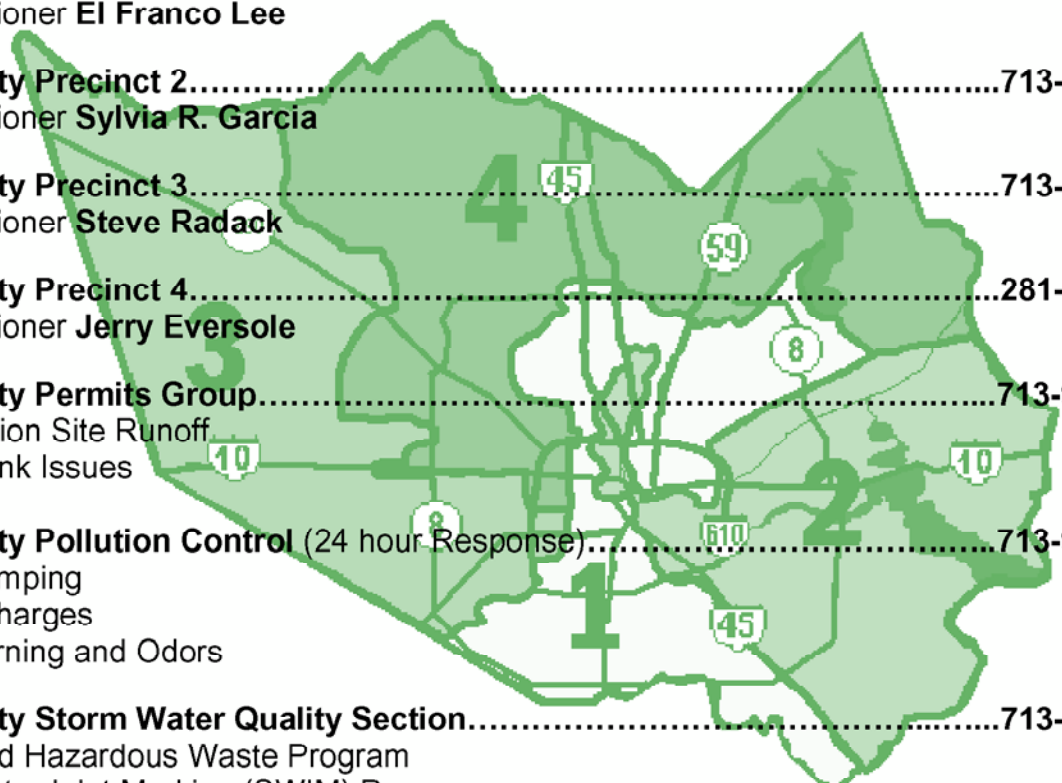 ioner El Franco Lee
ty Precinct 2.......................................................................................713-
ioner Sylvia R. Garcia
ty Precinct 3.......................................................................................713-
ioner Steve Radack
ty Precinct 4.......................................................................................281-
ioner Jerry Eversole
ty Permits Group...............................................................................713-
ion Site Runoff
nk Issues
ty Pollution Control (24 hour Response)............................................713-
mping
harges
rning and Odors
ty Storm Water Quality Section.........................................................713-
d Hazardous Waste Program
4
45
59
3
8
10
10
8
610
2
1
45